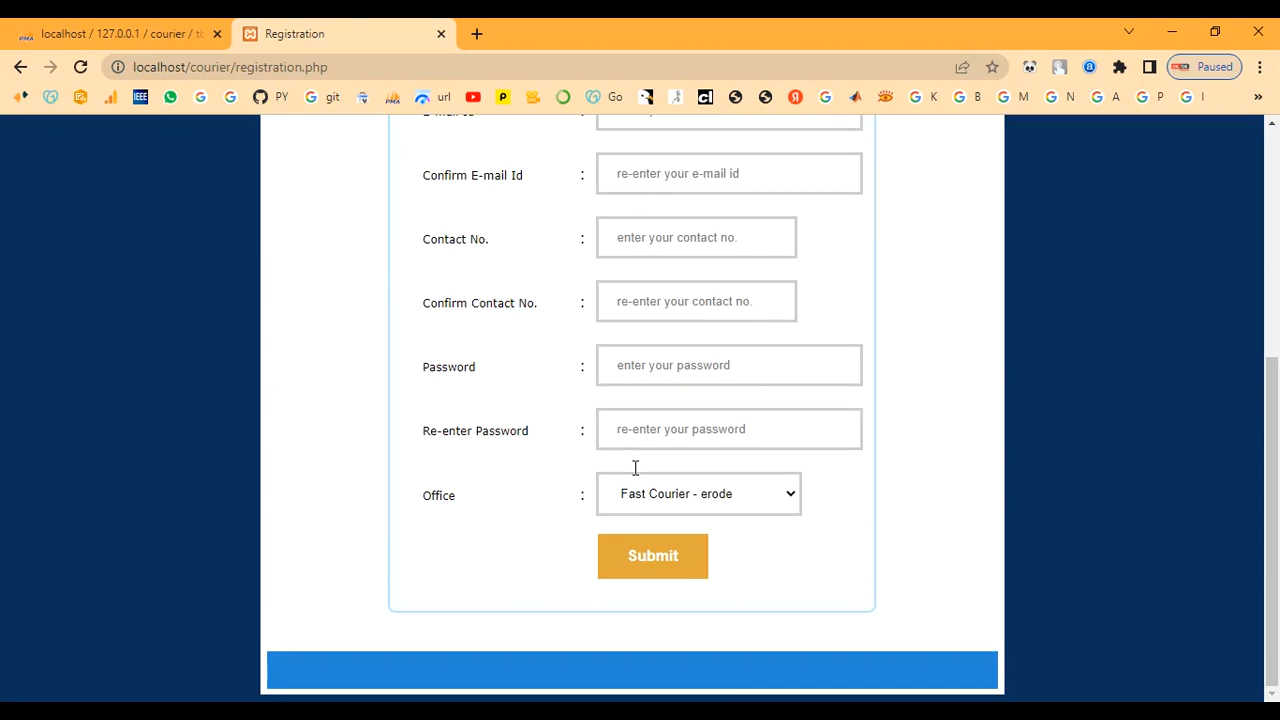 localhost / 127.0.0.1 / courier / tb
Registration
localhost/courier/registration.php
Paused
IEEE
PY
git
url
Go
K
B
M
N
A
P
I
»
Confirm E-mail Id : re-enter your e-mail id
Contact No. : enter your contact no.
Confirm Contact No. : re-enter your contact no.
Password : enter your password
Re-enter Password : re-enter your password
Office : Fast Courier - erode
Submit